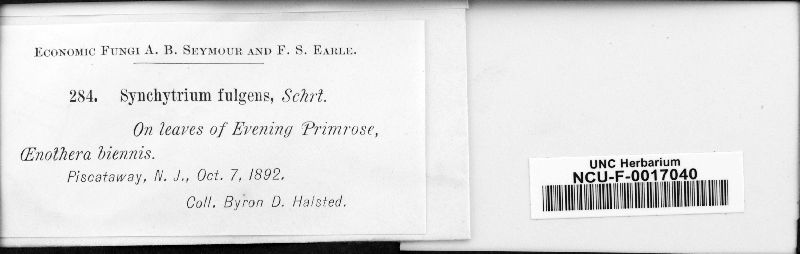 Economic Fungi A. B. Seymour and F. S. Earle.
284. Synchytrium fulgens, Schrt.
On leaves of Evening Primrose,
Œnothera biennis.
Piscataway, N. J., Oct. 7, 1892.
Coll. Byron D. Halsted.
UNC Herbarium
NCU-F-0017040